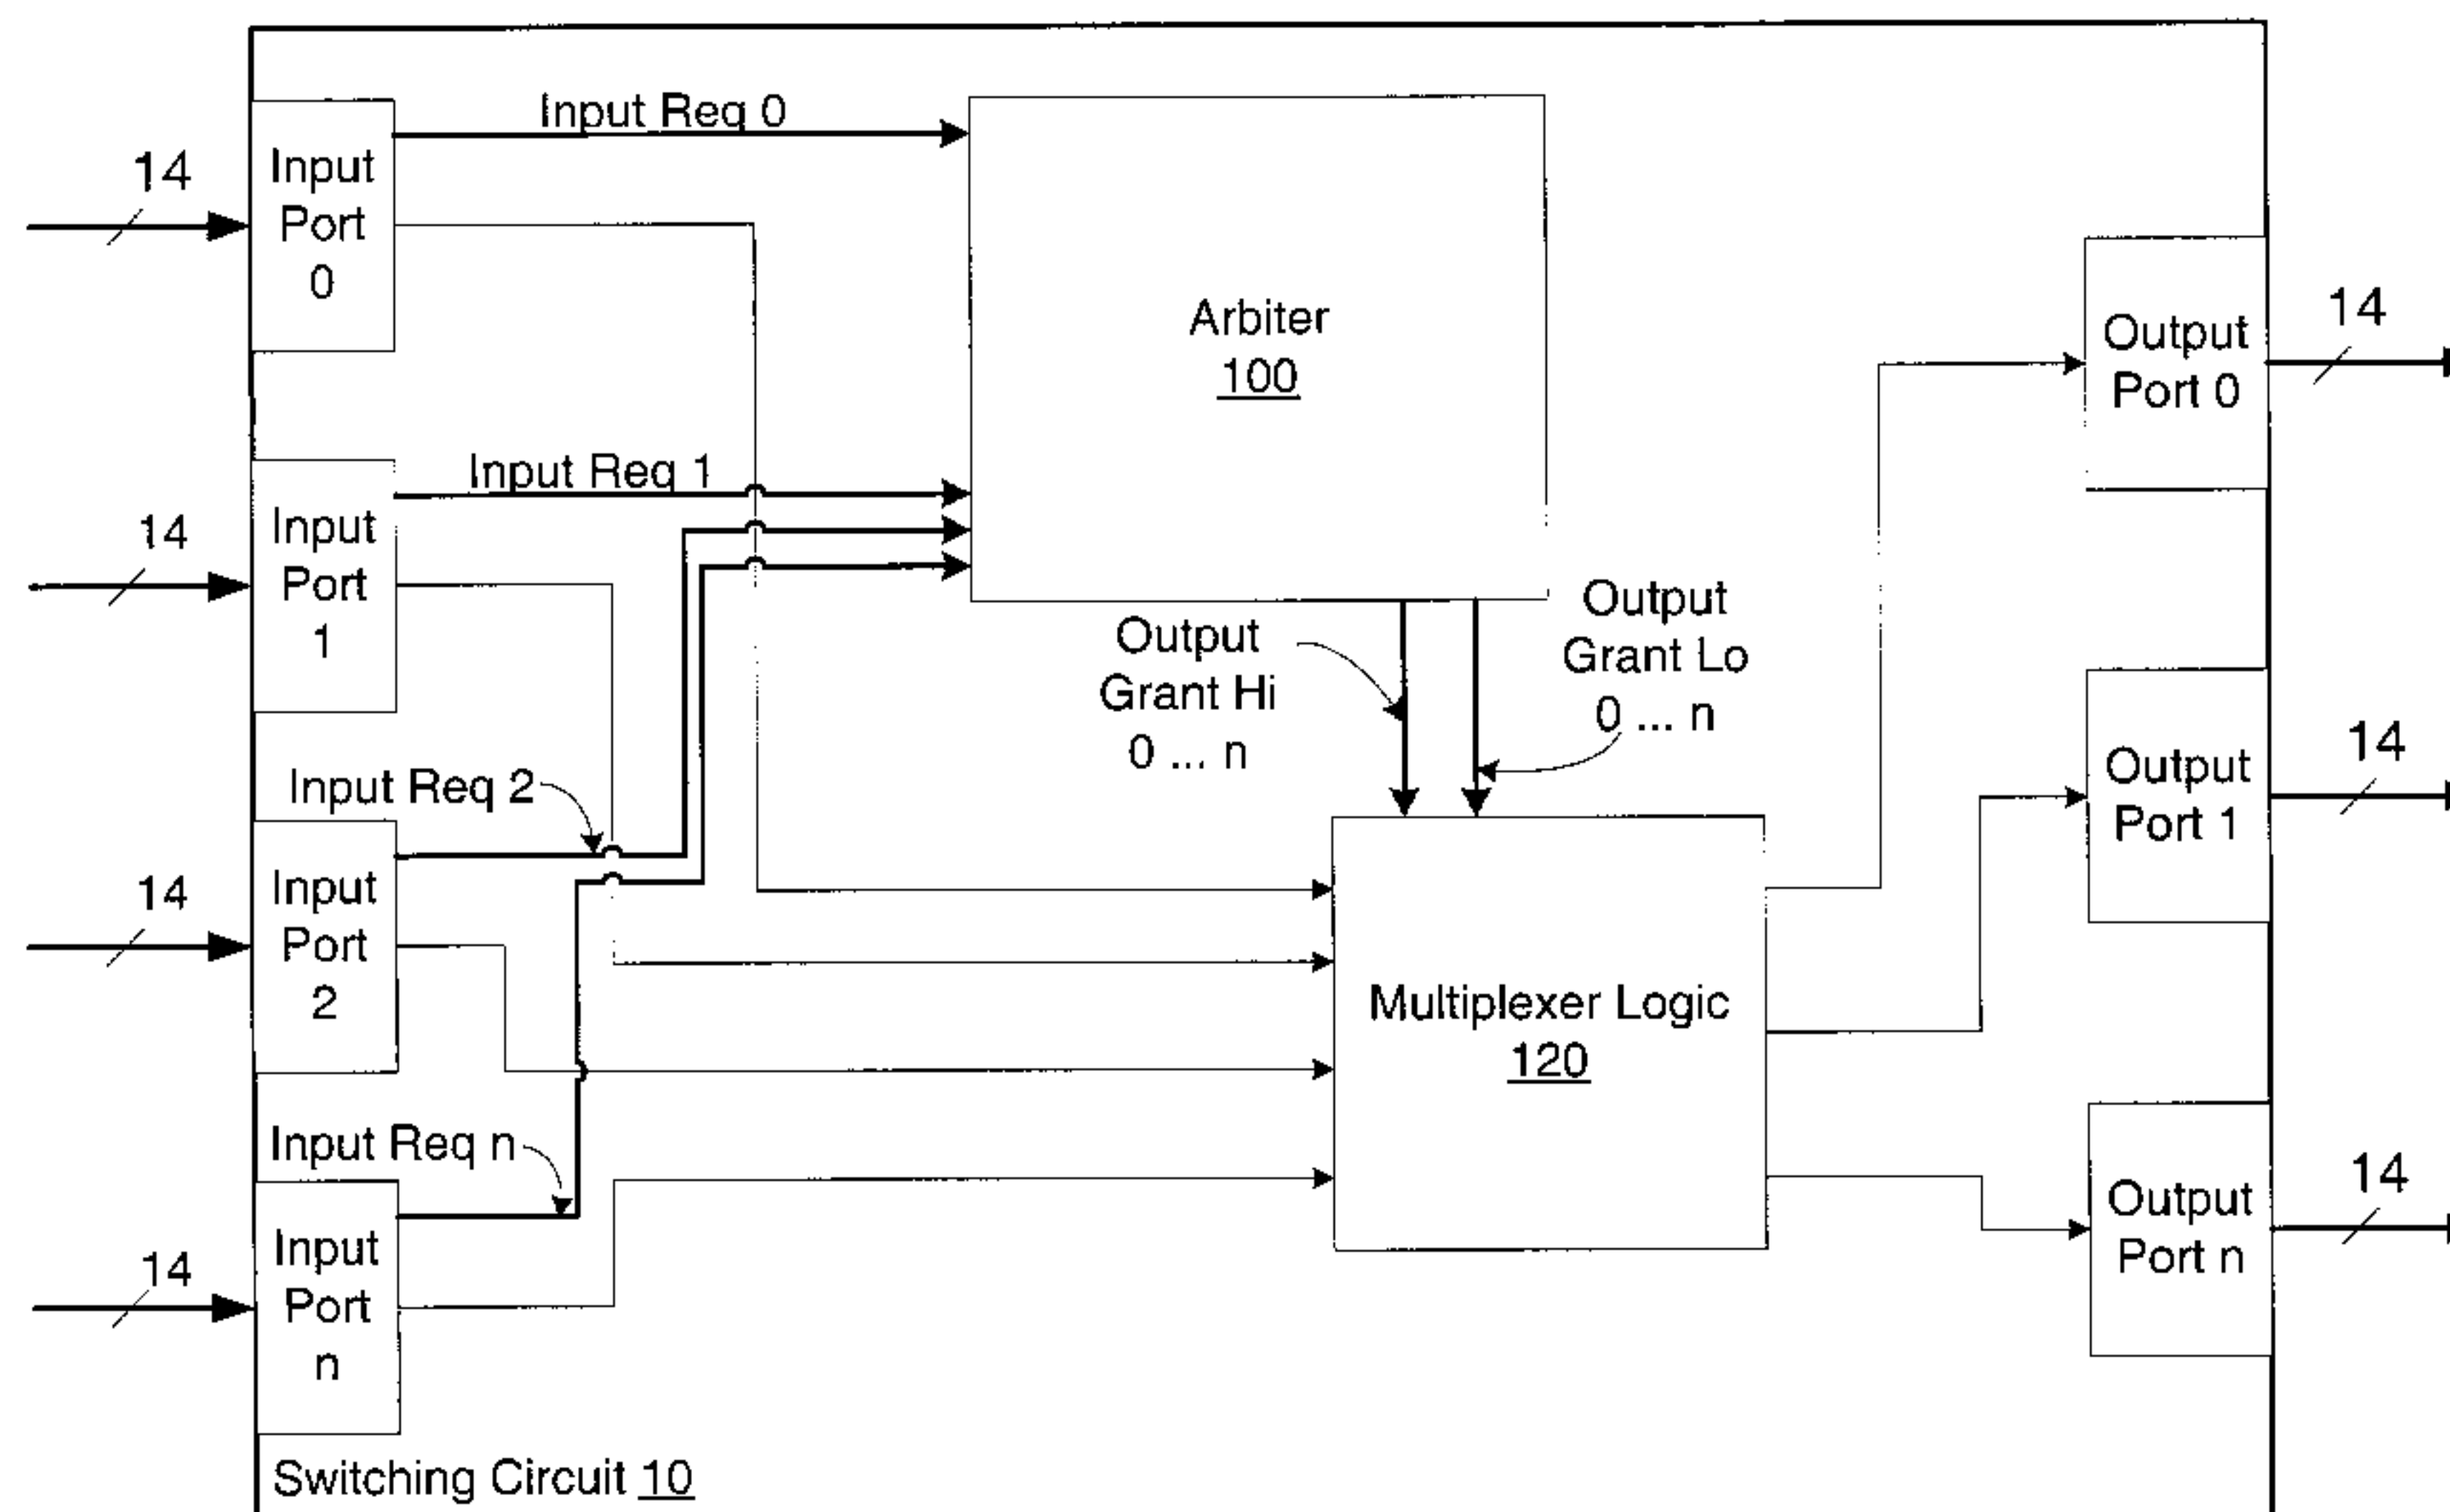 Input Req 0
14
Input
Port
0
Arbiter
100
14
Output
Port 0
Input Req 1
14
Input
Port
1
Output
Grant Hi
0 ... n
Output
Grant Lo
0 ... n
14
Output
Port 1
Input Req 2
14
Input
Port
2
Multiplexer Logic
120
Input Req n
14
Input
Port
n
14
Output
Port n
Switching Circuit 10